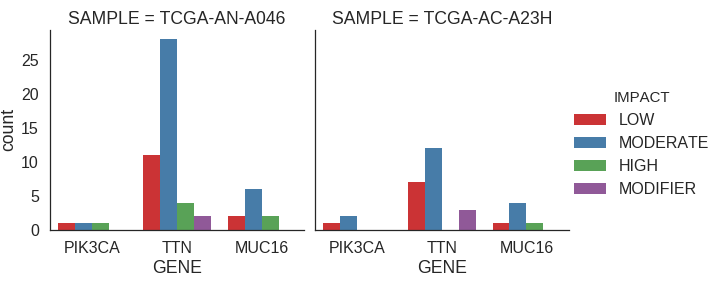 SAMPLE = TCGA-AN-A046
SAMPLE = TCGA-AC-A23H
25
20
15
10
5
0
count
PIK3CA
TTN
MUC16
GENE
PIK3CA
TTN
MUC16
GENE
IMPACT
LOW
MODERATE
HIGH
MODIFIER